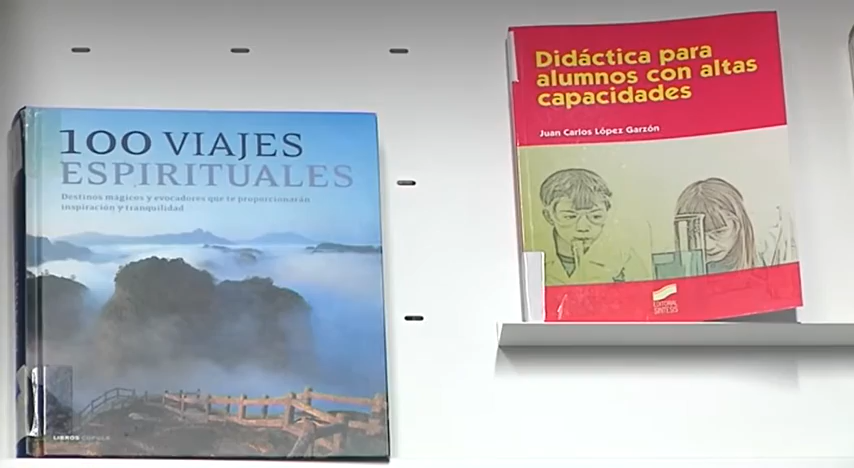 100 VIAJES
ESPIRITUALES
Destinos mágicos y evocadores que te proporcionarán
inspiración y tranquilidad
LIBROS CÚPULA
Didáctica para
alumnos con altas
capacidades
Juan Carlos López Garzón
EDITORIAL
SÍNTESIS